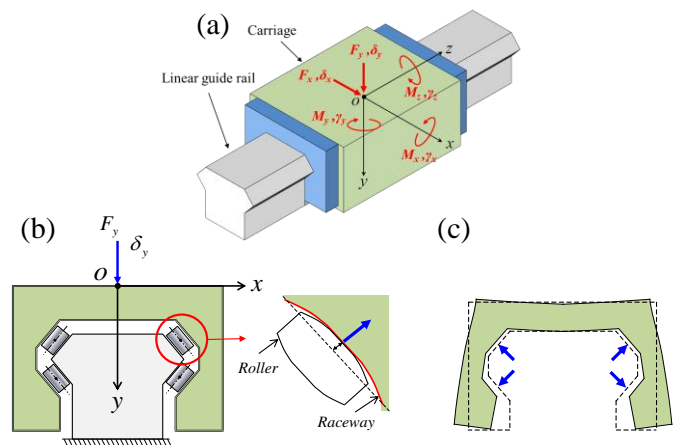 (a)
Carriage
Linear guide rail
F_y,δ_y
F_x,δ_x
z
o
M_z,γ_z
M_y,γ_y
x
M_x,γ_x
y
(b)
(c)
F_y
δ_y
O
x
y
Roller
Raceway